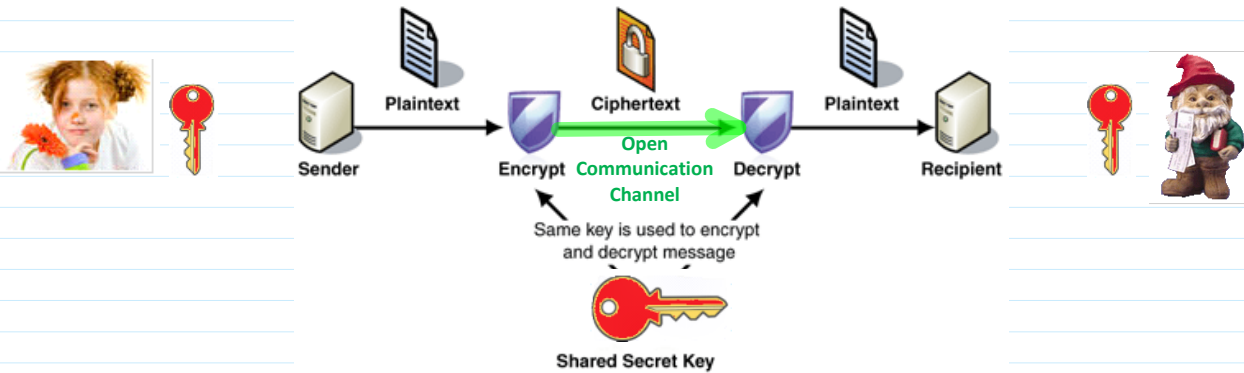 Plaintext
Ciphertext
Plaintext
Open
Communication
Channel
Sender
Encrypt
Decrypt
Recipient
Same key is used to encrypt
and decrypt message
Shared Secret Key